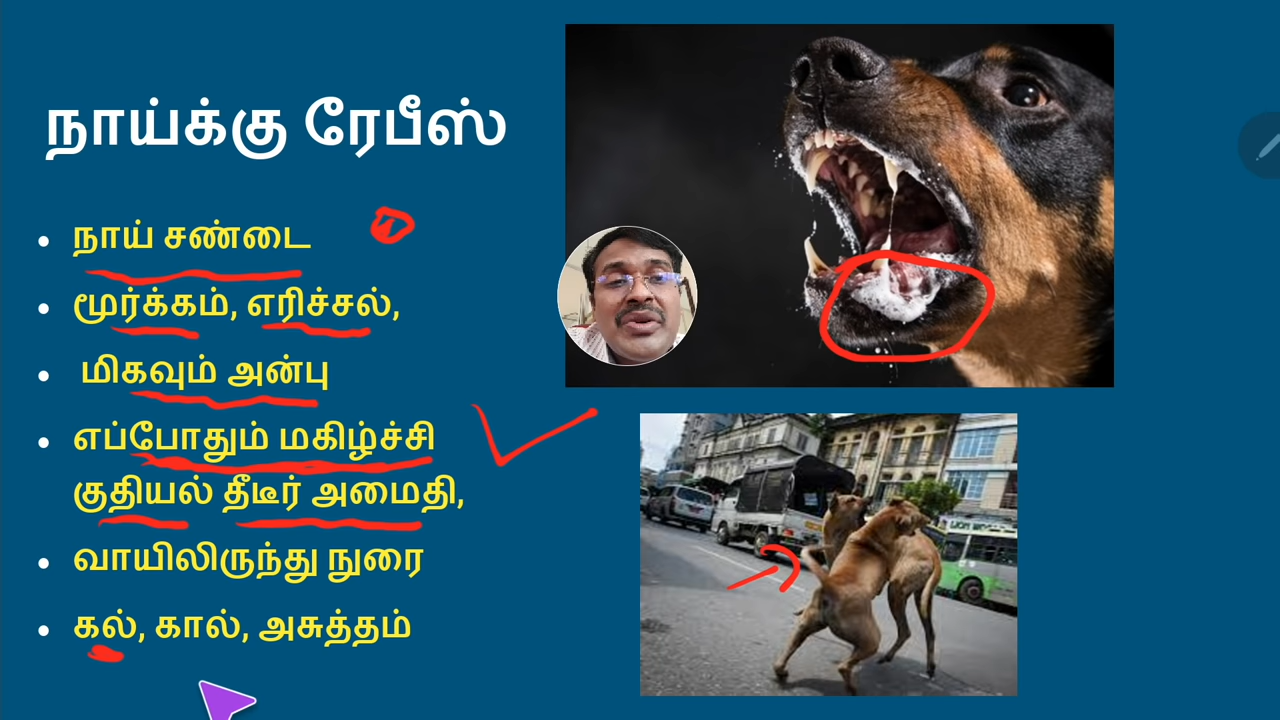 நாய்க்கு ரேபீஸ்
நாய் சண்டை
மூர்க்கம், எரிச்சல்,
மிகவும் அன்பு
எப்போதும் மகிழ்ச்சி
குதியல் தீடீர் அமைதி,
வாயிலிருந்து நுரை
கல், கால், அசுத்தம்